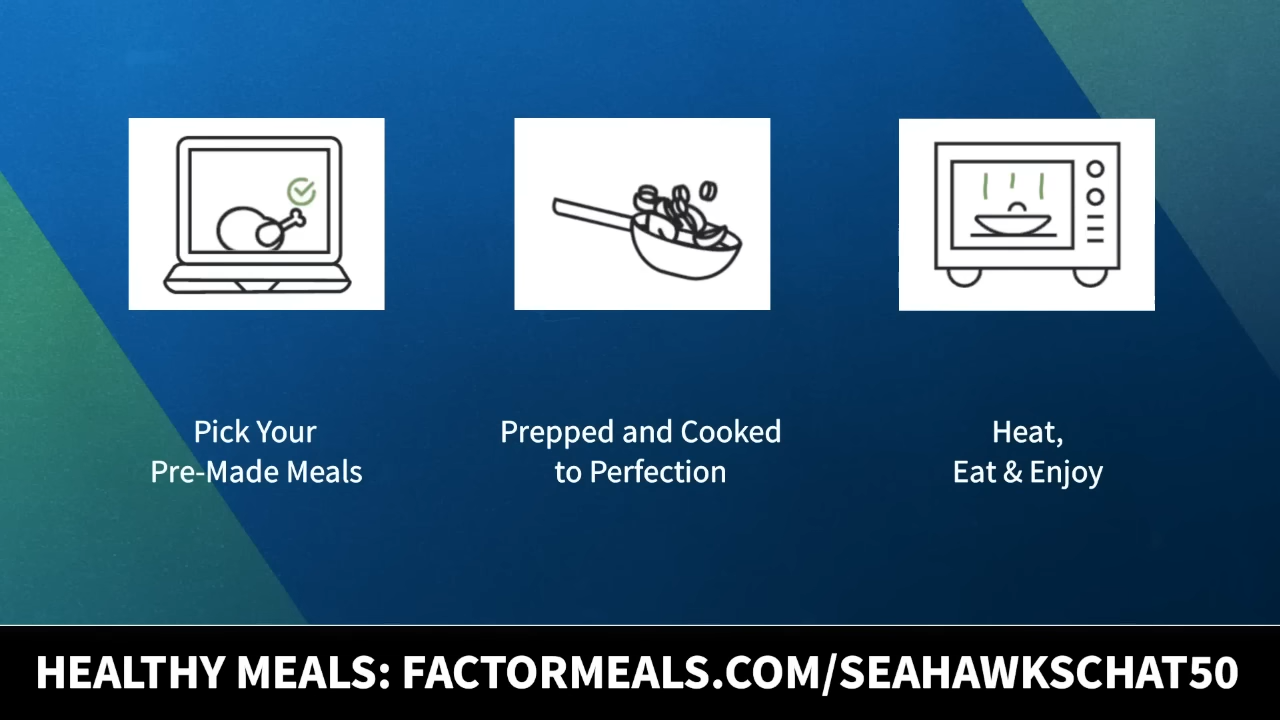 Pick Your
Pre-Made Meals
Prepped and Cooked
to Perfection
Heat,
Eat & Enjoy
HEALTHY MEALS: FACTORMEALS.COM/SEAHAWKSCHAT50